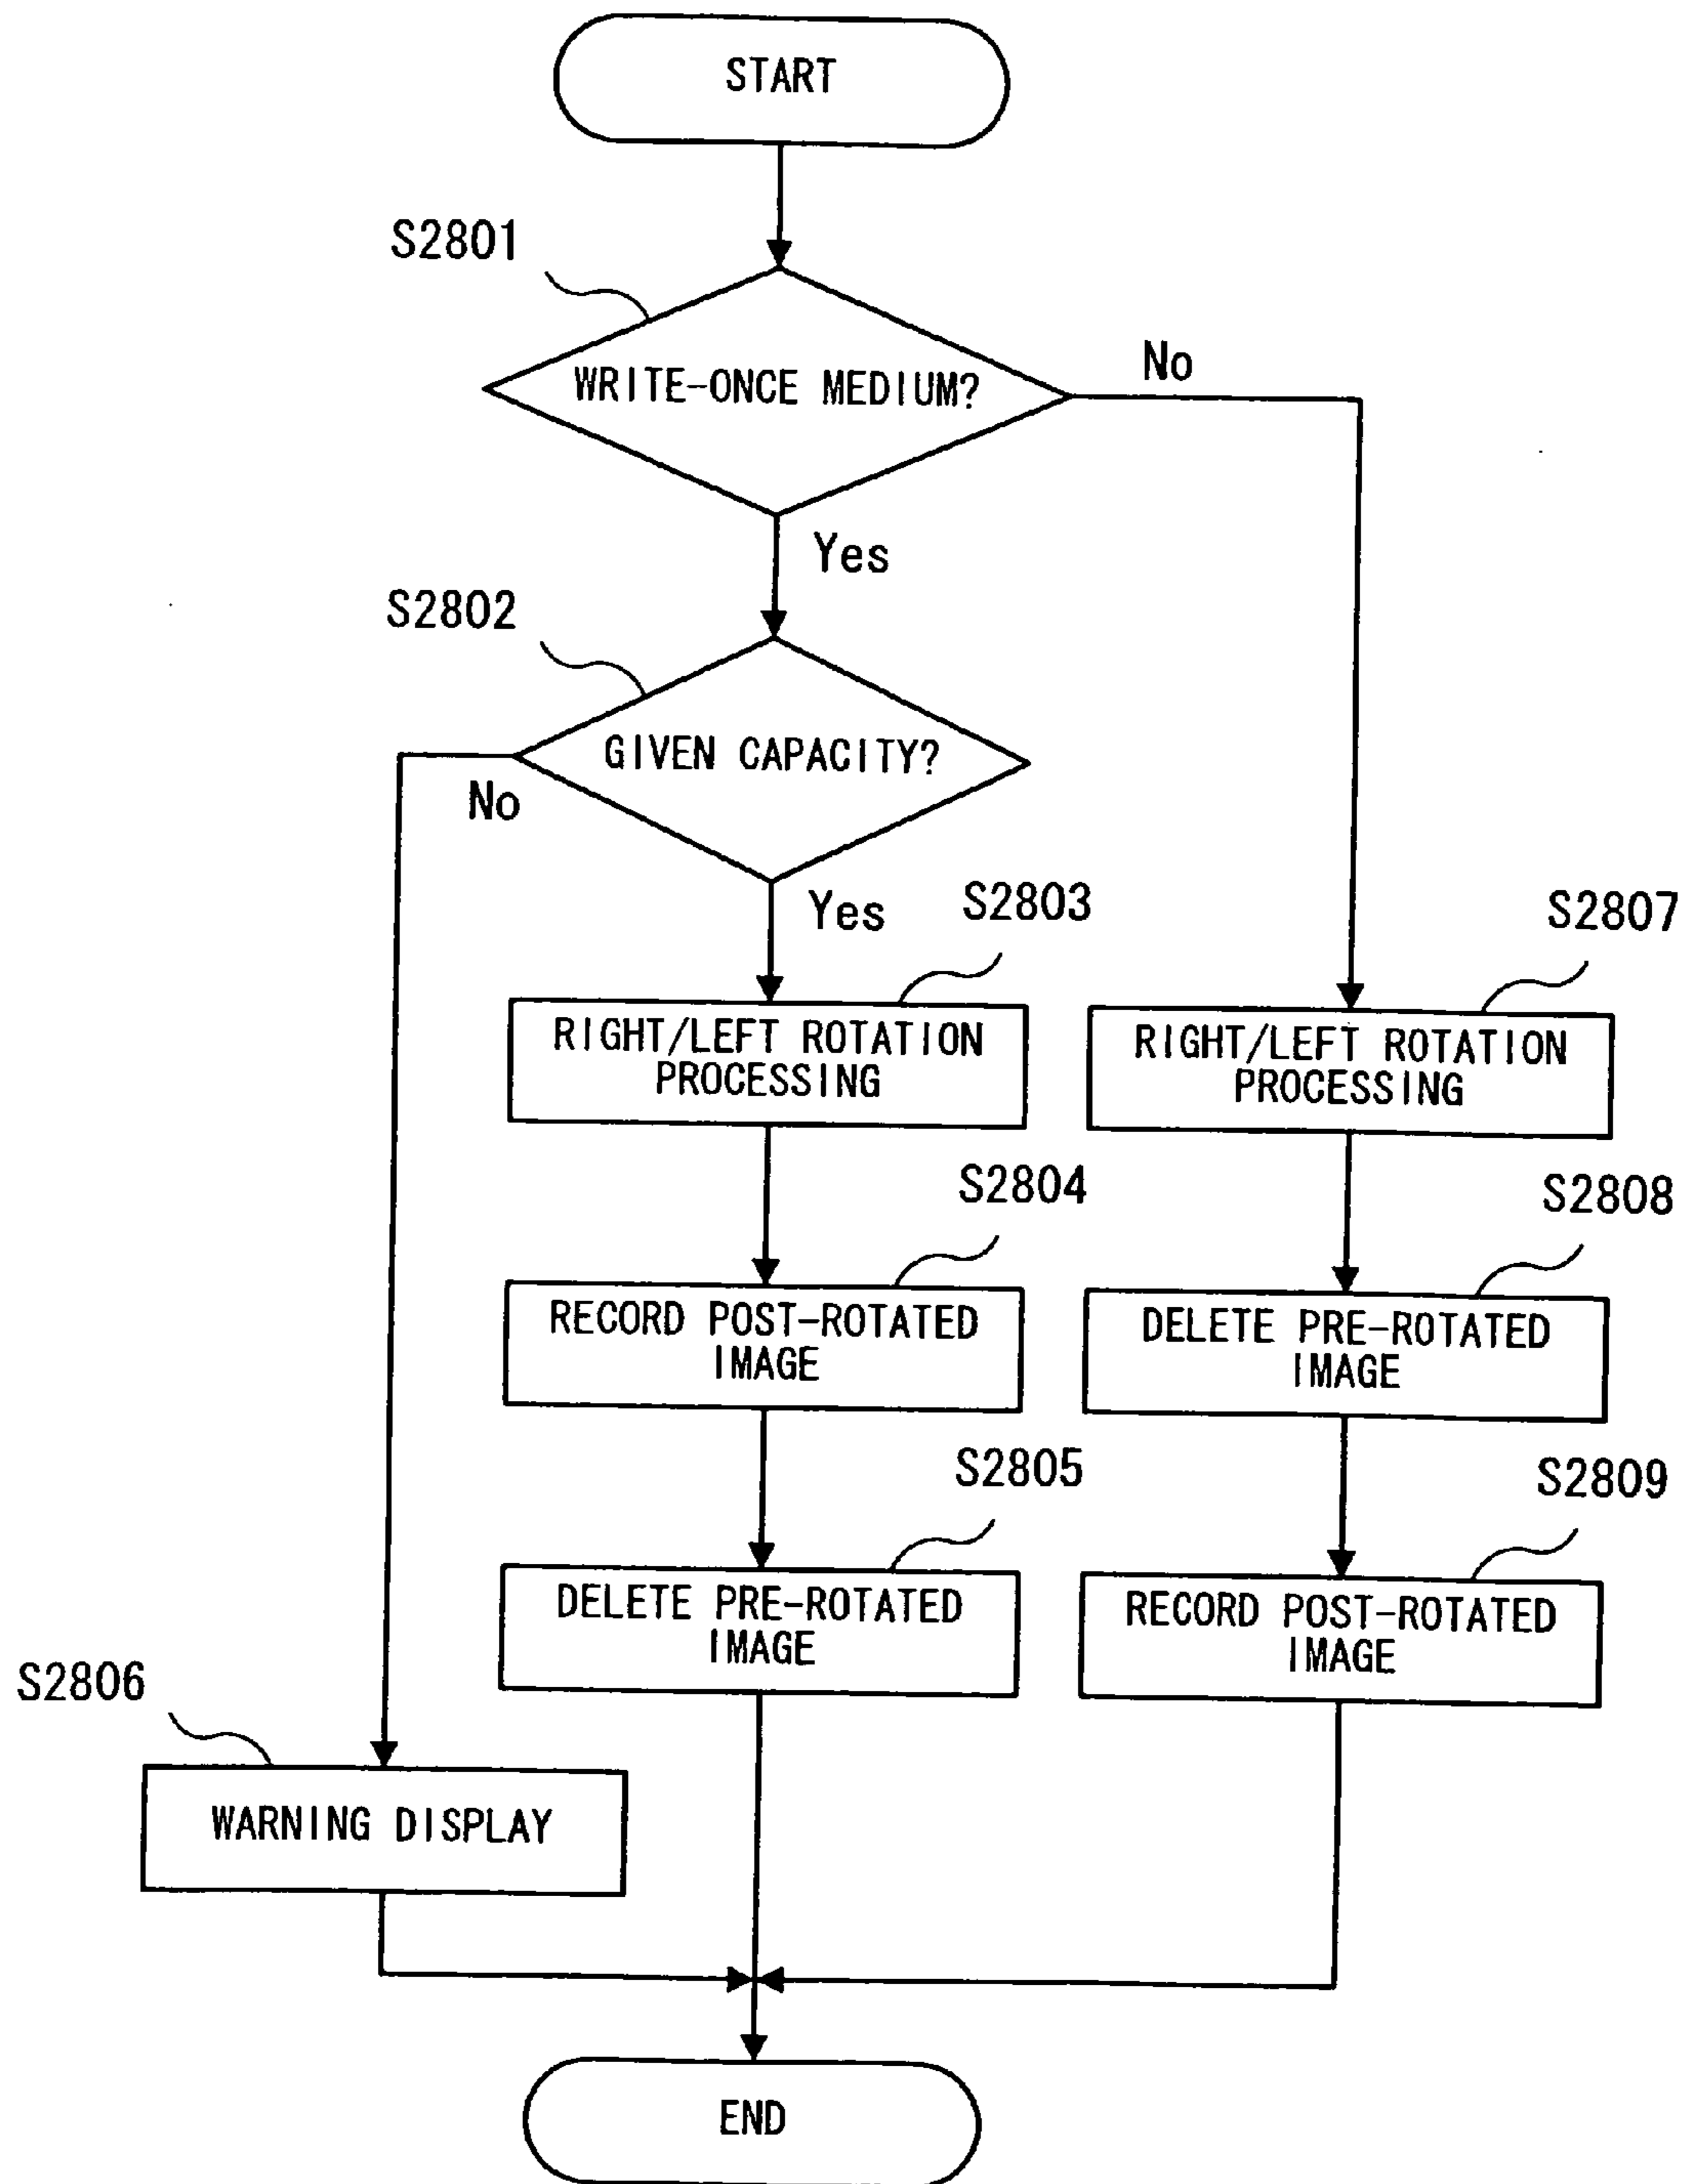 START
S2801
WRITE-ONCE MEDIUM?
No
Yes
S2802
GIVEN CAPACITY?
No
Yes
S2803
S2807
RIGHT/LEFT ROTATION
PROCESSING
RIGHT/LEFT ROTATION
PROCESSING
S2804
S2808
RECORD POST-ROTATED
IMAGE
DELETE PRE-ROTATED
IMAGE
S2805
S2809
DELETE PRE-ROTATED
IMAGE
RECORD POST-ROTATED
IMAGE
S2806
WARNING DISPLAY
END